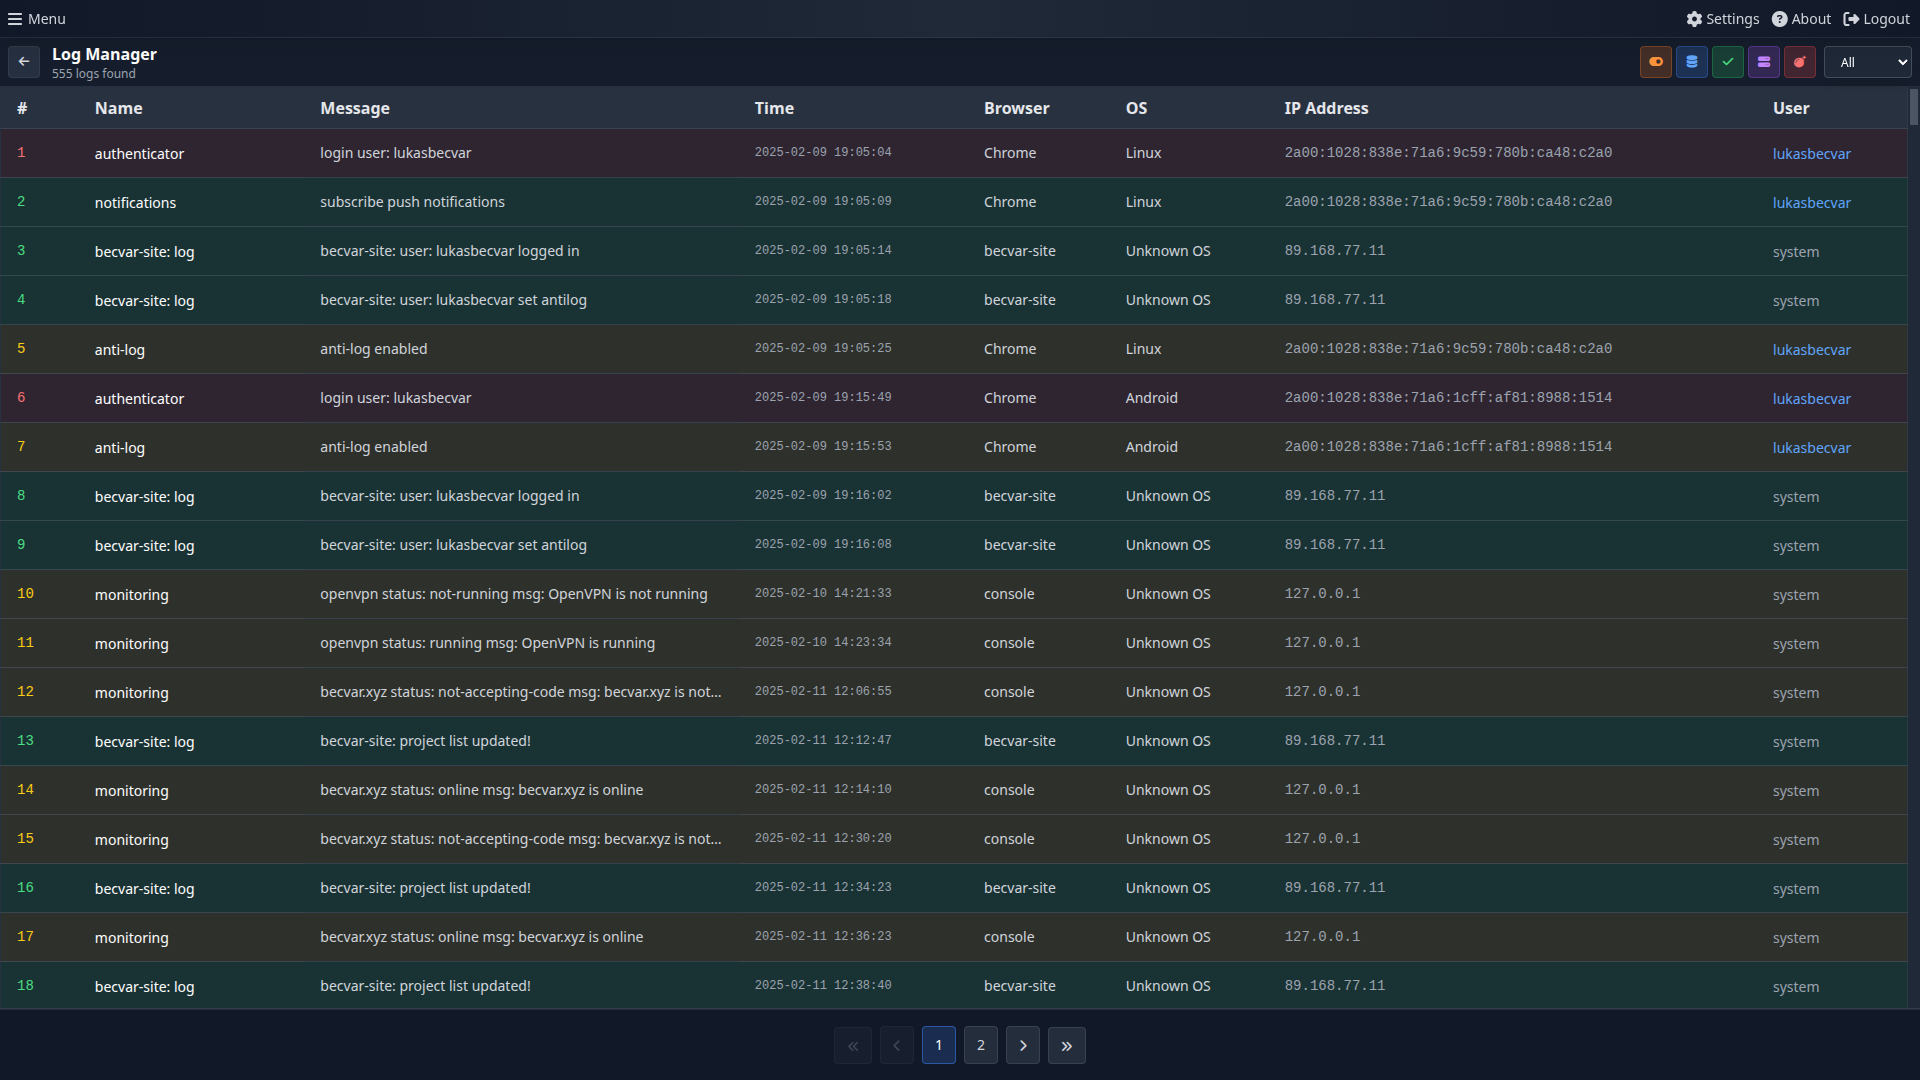 Menu
Settings About Logout
Log Manager
555 logs found
All
# Name Message Time Browser OS IP Address User
1 authenticator login user: lukasbecvar 2025-02-09 19:05:04 Chrome Linux 2a00:1028:838e:71a6:9c59:780b:ca48:c2a0 lukasbecvar
2 notifications subscribe push notifications 2025-02-09 19:05:09 Chrome Linux 2a00:1028:838e:71a6:9c59:780b:ca48:c2a0 lukasbecvar
3 becvar-site: log becvar-site: user: lukasbecvar logged in 2025-02-09 19:05:14 becvar-site Unknown OS 89.168.77.11 system
4 becvar-site: log becvar-site: user: lukasbecvar set antilog 2025-02-09 19:05:18 becvar-site Unknown OS 89.168.77.11 system
5 anti-log anti-log enabled 2025-02-09 19:05:25 Chrome Linux 2a00:1028:838e:71a6:9c59:780b:ca48:c2a0 lukasbecvar
6 authenticator login user: lukasbecvar 2025-02-09 19:15:49 Chrome Android 2a00:1028:838e:71a6:1cff:af81:8988:1514 lukasbecvar
7 anti-log anti-log enabled 2025-02-09 19:15:53 Chrome Android 2a00:1028:838e:71a6:1cff:af81:8988:1514 lukasbecvar
8 becvar-site: log becvar-site: user: lukasbecvar logged in 2025-02-09 19:16:02 becvar-site Unknown OS 89.168.77.11 system
9 becvar-site: log becvar-site: user: lukasbecvar set antilog 2025-02-09 19:16:08 becvar-site Unknown OS 89.168.77.11 system
10 monitoring openvpn status: not-running msg: OpenVPN is not running 2025-02-10 14:21:33 console Unknown OS 127.0.0.1 system
11 monitoring openvpn status: running msg: OpenVPN is running 2025-02-10 14:23:34 console Unknown OS 127.0.0.1 system
12 monitoring becvar.xyz status: not-accepting-code msg: becvar.xyz is not... 2025-02-11 12:06:55 console Unknown OS 127.0.0.1 system
13 becvar-site: log becvar-site: project list updated! 2025-02-11 12:12:47 becvar-site Unknown OS 89.168.77.11 system
14 monitoring becvar.xyz status: online msg: becvar.xyz is online 2025-02-11 12:14:10 console Unknown OS 127.0.0.1 system
15 monitoring becvar.xyz status: not-accepting-code msg: becvar.xyz is not... 2025-02-11 12:30:20 console Unknown OS 127.0.0.1 system
16 becvar-site: log becvar-site: project list updated! 2025-02-11 12:34:23 becvar-site Unknown OS 89.168.77.11 system
17 monitoring becvar.xyz status: online msg: becvar.xyz is online 2025-02-11 12:36:23 console Unknown OS 127.0.0.1 system
18 becvar-site: log becvar-site: project list updated! 2025-02-11 12:38:40 becvar-site Unknown OS 89.168.77.11 system
« ‹ 1 2 › »